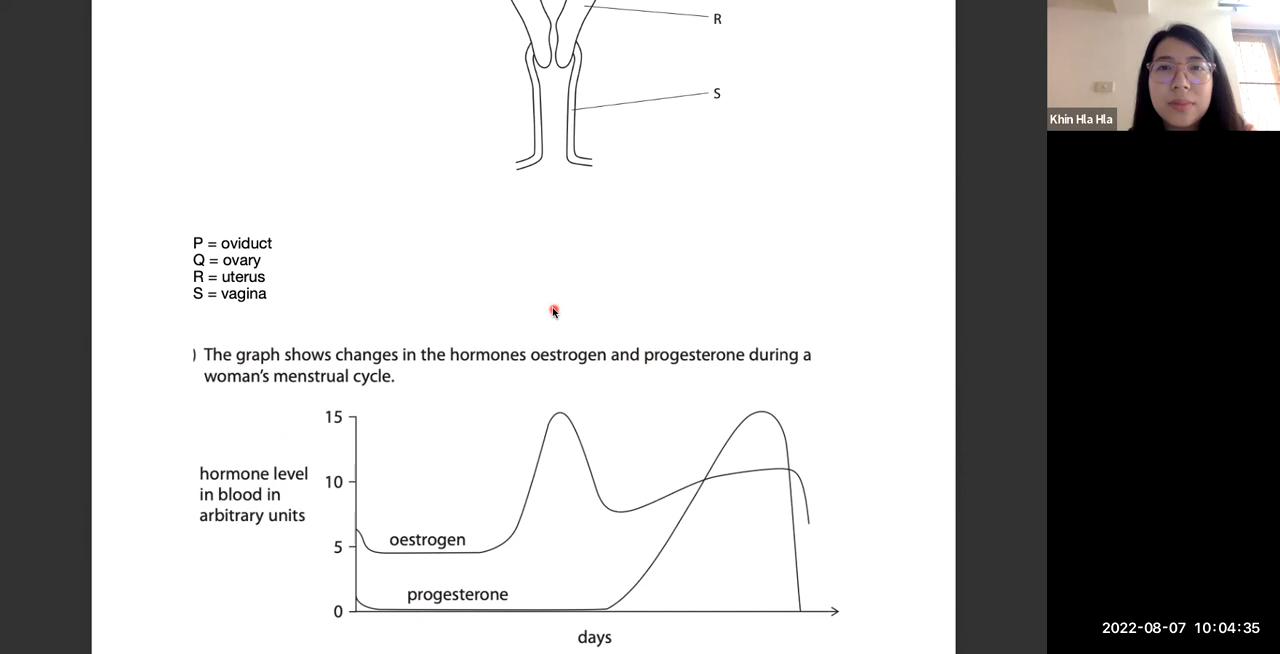 R
S
Khin Hla Hla
P = oviduct
Q = ovary
R = uterus
S = vagina
) The graph shows changes in the hormones oestrogen and progesterone during a
woman's menstrual cycle.
15
hormone level
in blood in
arbitrary units
10
5
0
oestrogen
progesterone
days
2022-08-07 10:04:35